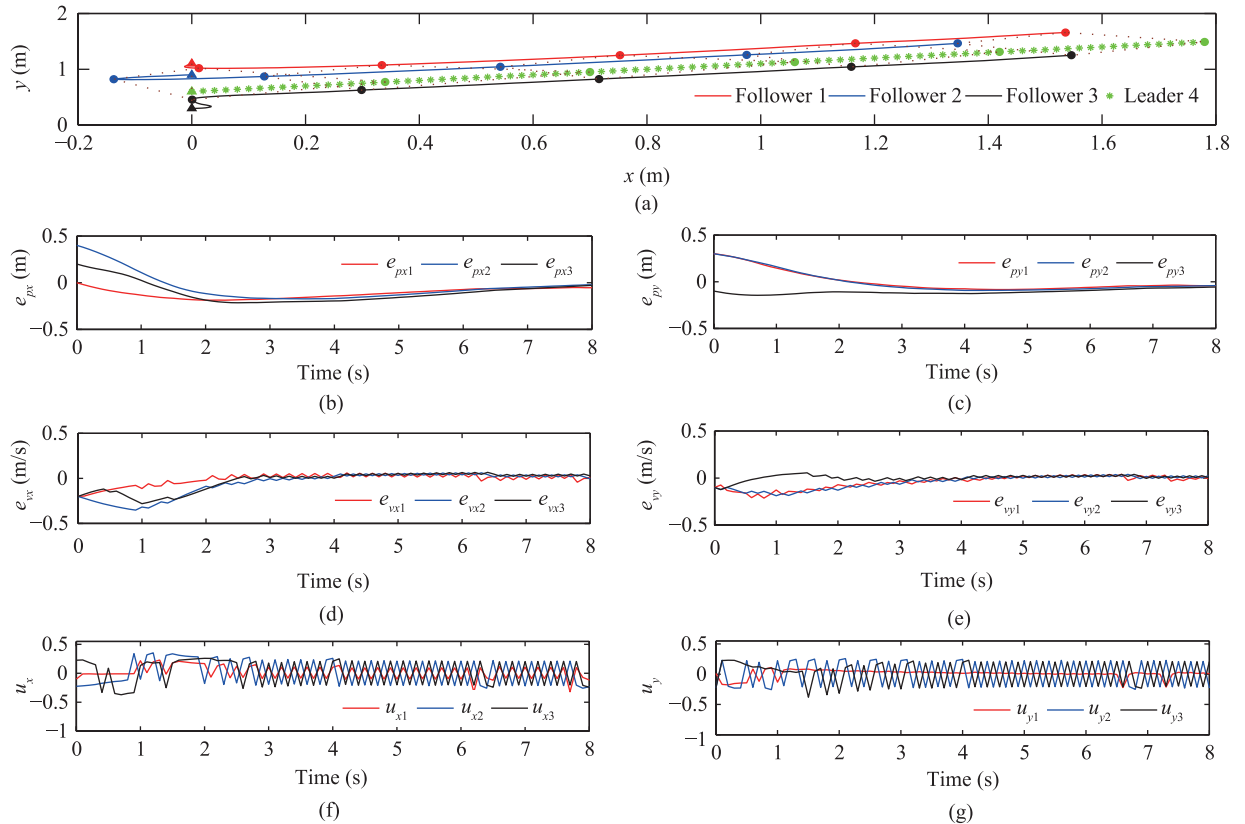 2
1
0
y (m)
Follower 1 Follower 2 Follower 3 Leader 4
−0.2 0 0.2 0.4 0.6 0.8 1 1.2 1.4 1.6 1.8
x (m)
(a)
0.5
0
−0.5
e_px (m)
e_px1 e_px2 e_px3
0 1 2 3 4 5 6 7 8
Time (s)
(b)
0.5
0
−0.5
e_py (m)
e_py1 e_py2 e_py3
0 1 2 3 4 5 6 7 8
Time (s)
(c)
0.5
0
−0.5
e_vx (m/s)
e_vx1 e_vx2 e_vx3
0 1 2 3 4 5 6 7 8
Time (s)
(d)
0.5
0
−0.5
e_vy (m/s)
e_vy1 e_vy2 e_vy3
0 1 2 3 4 5 6 7 8
Time (s)
(e)
0.5
0
−0.5
−1
u_x
u_x1 u_x2 u_x3
0 1 2 3 4 5 6 7 8
Time (s)
(f)
0.5
0
−0.5
−1
u_y
u_y1 u_y2 u_y3
0 1 2 3 4 5 6 7 8
Time (s)
(g)